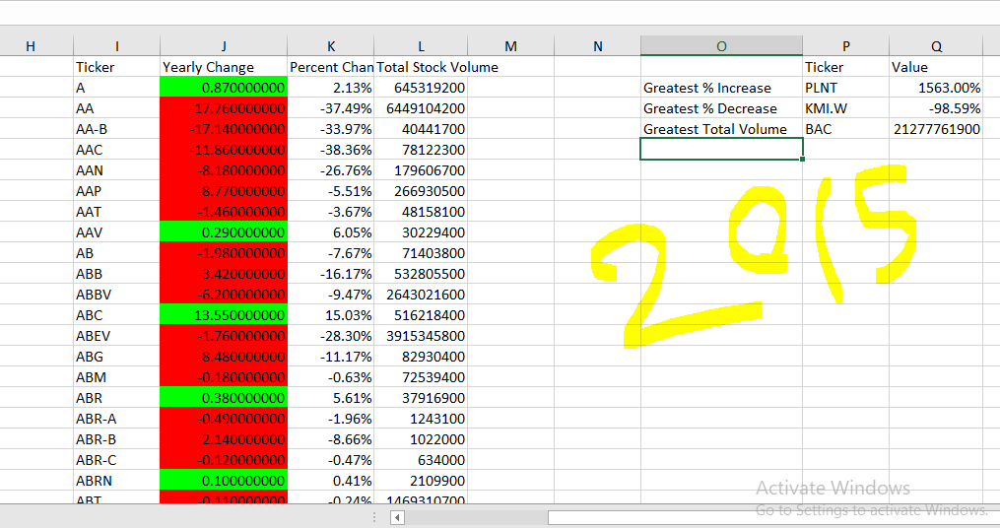 H I J K L M N O P Q
Ticker Yearly Change Percent Chan Total Stock Volume Ticker Value
A 0.870000000 2.13% 645319200 Greatest % Increase PLNT 1563.00%
AA -17.760000000 -37.49% 6449104200 Greatest % Decrease KMI.W -98.59%
AA-B -17.140000000 -33.97% 40441700 Greatest Total Volume BAC 21277761900
AAC -11.860000000 -38.36% 78122300
AAN -8.180000000 -26.76% 179606700
AAP -8.770000000 -5.51% 266930500
AAT -1.460000000 -3.67% 48158100
AAV 0.290000000 6.05% 30229400
AB -1.980000000 -7.67% 71403800
ABB -3.420000000 -16.17% 532805500
ABBV -6.200000000 -9.47% 2643021600
ABC 13.550000000 15.03% 516218400
ABEV -1.760000000 -28.30% 3915345800
ABG -8.480000000 -11.17% 82930400
ABM -0.180000000 -0.63% 72539400
ABR 0.380000000 5.61% 37916900
ABR-A -0.490000000 -1.96% 1243100
ABR-B -2.140000000 -8.66% 1022000
ABR-C -0.120000000 -0.47% 634000
ABRN 0.100000000 0.41% 2109900
ABT -0.110000000 -0.24% 1469310700
2015
Activate Windows
Go to Settings to activate Windows.